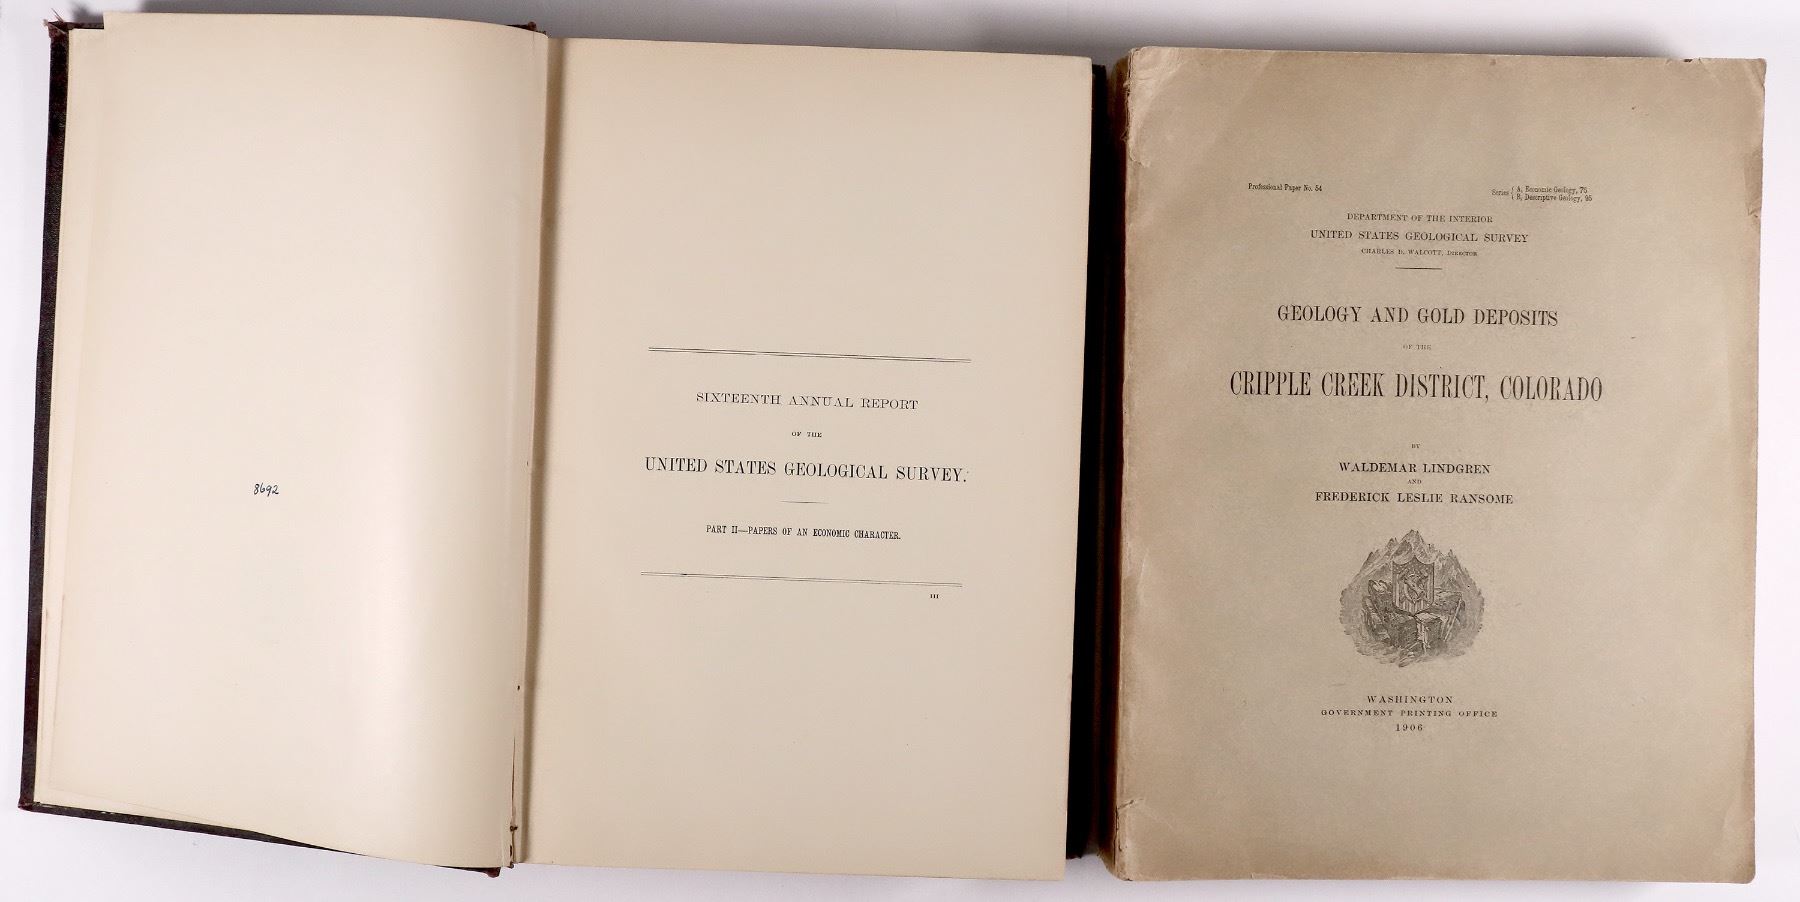 8692
SIXTEENTH ANNUAL REPORT
OF THE
UNITED STATES GEOLOGICAL SURVEY.
PART II—PAPERS OF AN ECONOMIC CHARACTER.
III
Professional Paper No. 54
Series { A, Economic Geology, 75
{ B, Descriptive Geology, 95
DEPARTMENT OF THE INTERIOR
UNITED STATES GEOLOGICAL SURVEY
CHARLES D. WALCOTT, DIRECTOR
GEOLOGY AND GOLD DEPOSITS
OF THE
CRIPPLE CREEK DISTRICT, COLORADO
BY
WALDEMAR LINDGREN
AND
FREDERICK LESLIE RANSOME
WASHINGTON
GOVERNMENT PRINTING OFFICE
1906